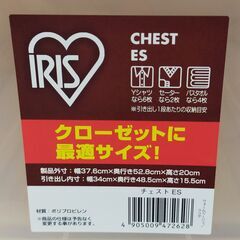 IRIS
CHEST
ES
Yシャツ
なら6枚
セーター
なら2枚
バスタオル
なら4枚
※引き出し1段あたりの収納目安
クローゼットに
最適サイズ！
製品外寸：幅37.6cm×奥行き52.8cm×高さ20cm
引き出し内寸：幅34cm×奥行き48.5cm×高さ15.5cm
チェストES
材質：ポリプロピレン
4 905009 472628